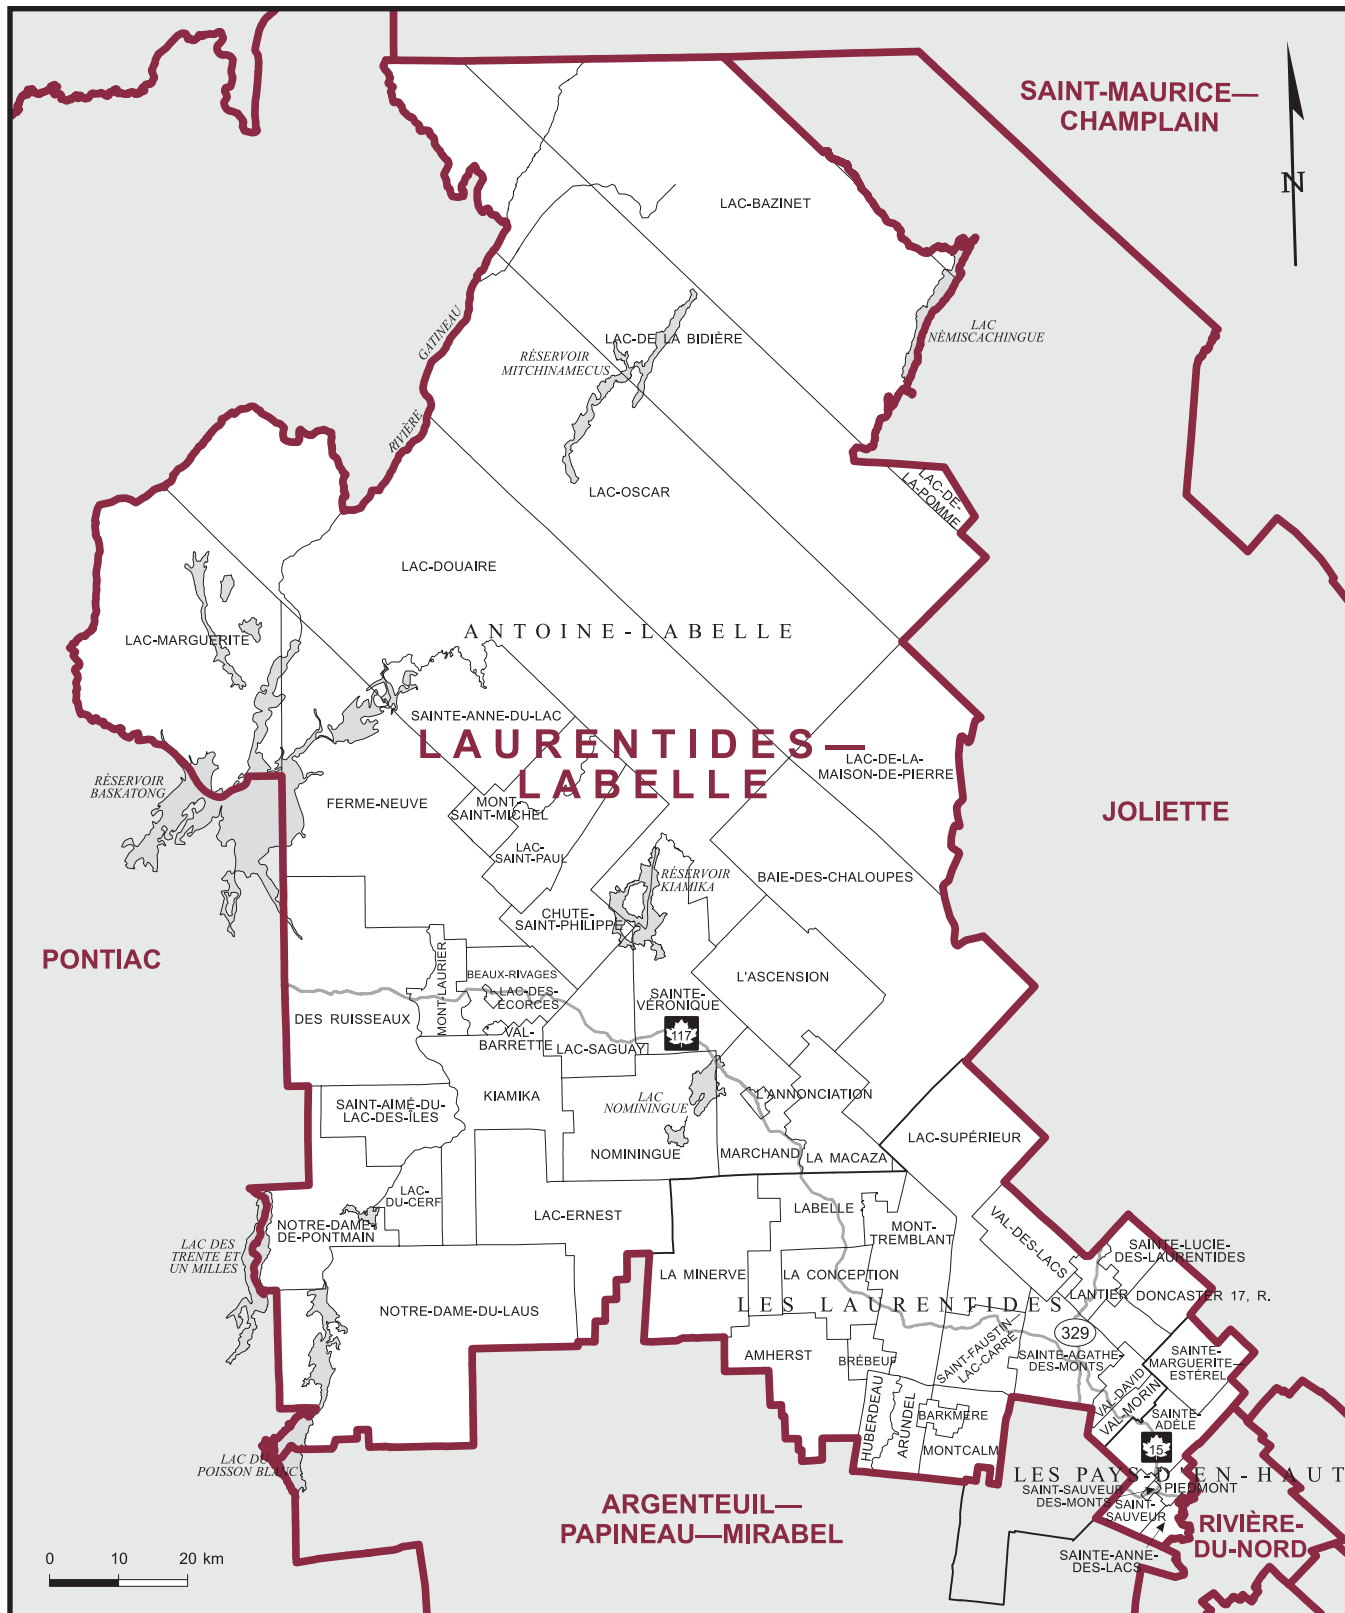 SAINT-MAURICE—
CHAMPLAIN
N
LAC-BAZINET
GATINEAU
RIVIÈRE
LAC
NÉMISCACHINGUE
LAC-DE LA BIDIÈRE
RÉSERVOIR
MITCHINAMECUS
LAC-OSCAR
LAC-DE-
LA-POMME
LAC-DOUAIRE
ANTOINE-LABELLE
LAC-MARGUERITE
SAINTE-ANNE-DU-LAC
LAURENTIDES—
LABELLE
LAC-DE-LA-
MAISON-DE-PIERRE
RÉSERVOIR
BASKATONG
FERME-NEUVE
MONT-
SAINT-MICHEL
JOLIETTE
LAC-
SAINT-PAUL
RÉSERVOIR
KIAMIKA
BAIE-DES-CHALOUPES
CHUTE-
SAINT-PHILIPPE
PONTIAC
MONT-LAURIER
BEAUX-RIVAGES
L'ASCENSION
LAC-DES-
ÉCORCES
SAINTE-
VÉRONIQUE
DES RUISSEAUX
VAL-
BARRETTE
117
LAC-SAGUAY
KIAMIKA
L'ANNONCIATION
SAINT-AIMÉ-DU-
LAC-DES-ÎLES
LAC
NOMININGUE
LAC-SUPÉRIEUR
NOMININGUE
MARCHAND
LA MACAZA
LAC-
DU-CERF
LABELLE
LAC-ERNEST
NOTRE-DAME-
DE-PONTMAIN
MONT-
TREMBLANT
VAL-DES-LACS
SAINTE-LUCIE-
DES-LAURENTIDES
LAC DES
TRENTE ET
UN MILLES
LA MINERVE
LA CONCEPTION
LANTIER
DONCASTER 17, R.
NOTRE-DAME-DU-LAUS
LES LAURENTIDES
329
AMHERST
BRÉBEUF
SAINT-FAUSTIN—
LAC-CARRÉ
SAINTE-AGATHE-
DES-MONTS
SAINTE-
MARGUERITE—
ESTÉREL
VAL-DAVID
VAL-MORIN
HUBERDEAU
ARUNDEL
BARKMERE
SAINTE-
ADÈLE
MONTCALM
15
LAC DU
POISSON BLANC
LES PAYS-D'EN-HAUT
SAINT-SAUVEUR-
DES-MONTS
PIEDMONT
SAINT-
SAUVEUR
ARGENTEUIL—
PAPINEAU—MIRABEL
RIVIÈRE-
DU-NORD
SAINTE-ANNE-
DES-LACS
0 10 20 km